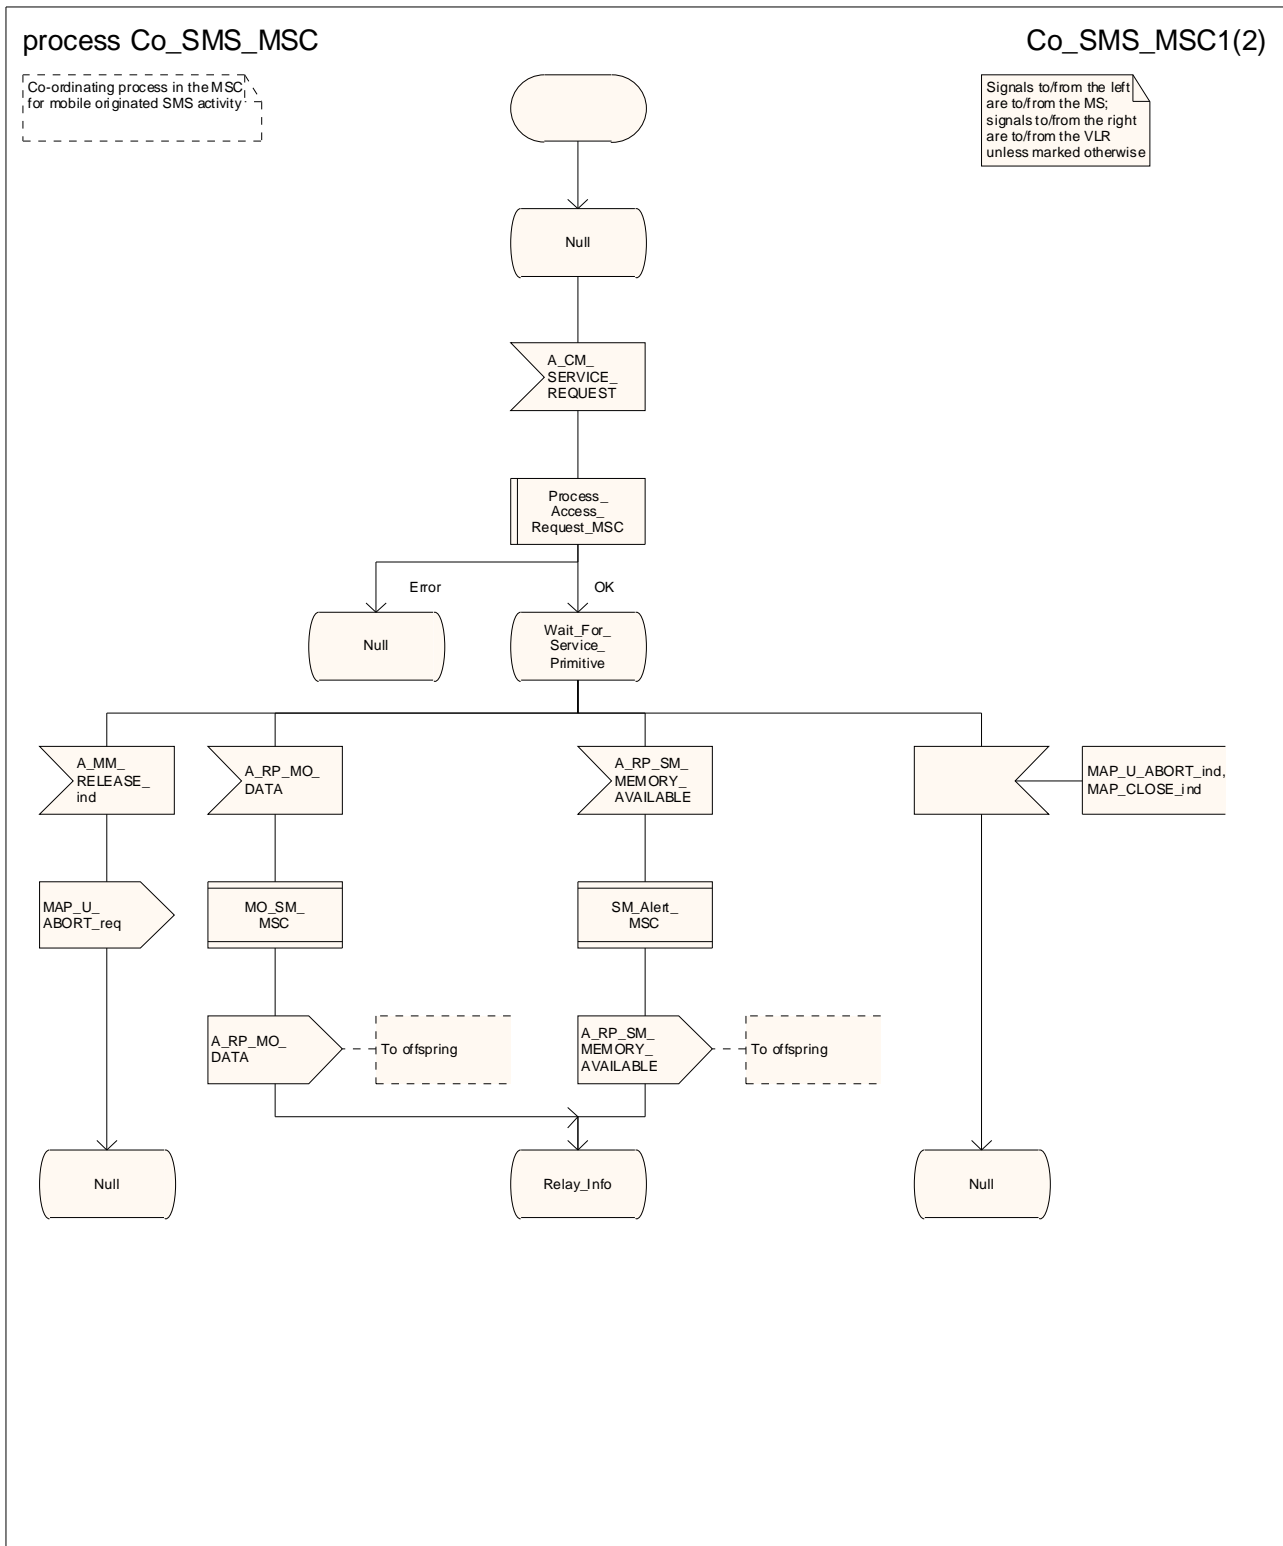 process Co_SMS_MSC
Co_SMS_MSC1(2)
Co-ordinating process in the MSC
for mobile originated SMS activity
Signals to/from the left
are to/from the MS;
signals to/from the right
are to/from the VLR
unless marked otherwise
Null
A_CM_
SERVICE_
REQUEST
Process_
Access_
Request_MSC
Error
OK
Null
Wait_For_
Service_
Primitive
A_MM_
RELEASE_
ind
A_RP_MO_
DATA
A_RP_SM_
MEMORY_
AVAILABLE
MAP_U_ABORT_ind,
MAP_CLOSE_ind
MAP_U_
ABORT_req
MO_SM_
MSC
SM_Alert_
MSC
A_RP_MO_
DATA
To offspring
A_RP_SM_
MEMORY_
AVAILABLE
To offspring
Null
Relay_Info
Null